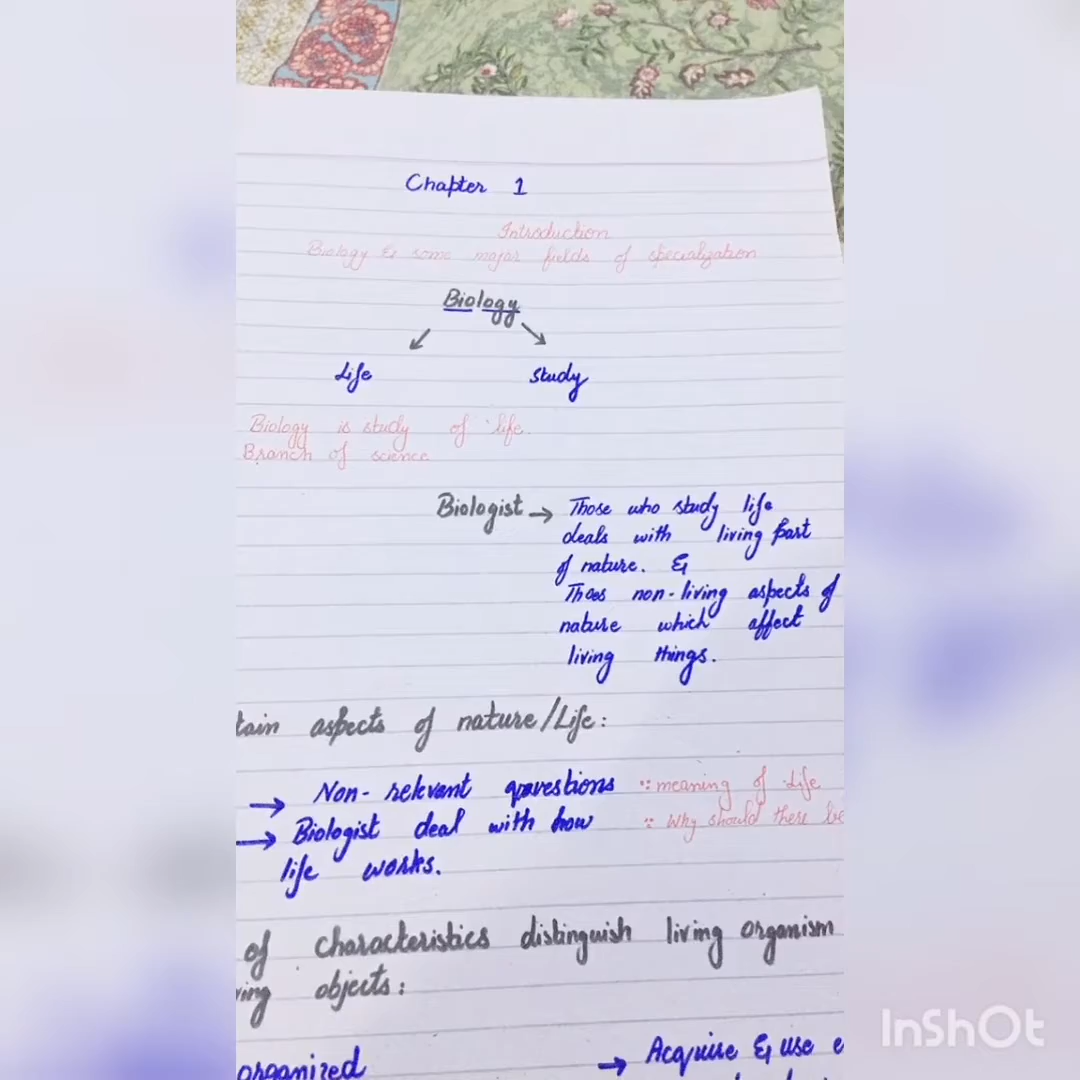 Chapter 1
Introduction
Biology & some major fields of specialization
Biology
Life Study
Biology is study of life.
Branch of science
Biologist → Those who study life
deals with living part
of nature. &
Thoes non-living aspects of
nature which affect
living things.
tain aspects of nature/Life:
→ Non-relevant qauestions ∵ meaning of Life
→ Biologist deal with how ∵ Why should there be
life works.
of characteristics distinguish living organism
ving objects:
organized → Acquire & use e
InShOt